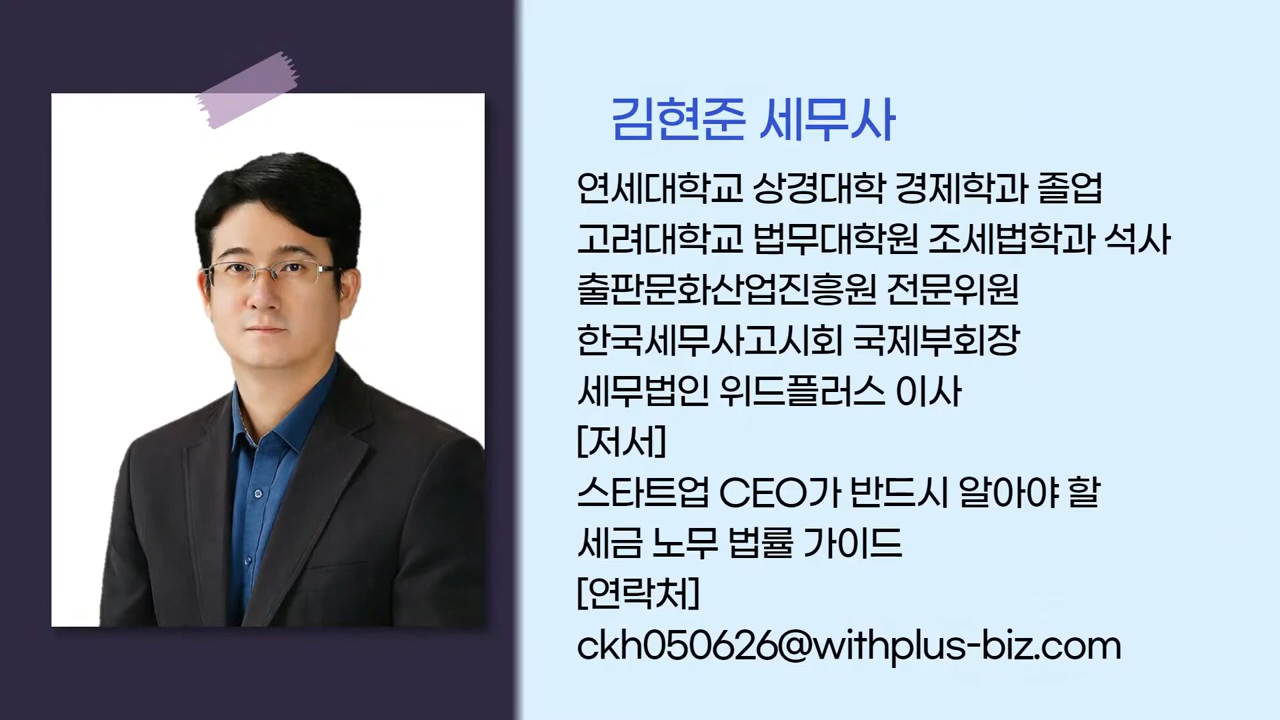 김현준 세무사
연세대학교 상경대학 경제학과 졸업
고려대학교 법무대학원 조세법학과 석사
출판문화산업진흥원 전문위원
한국세무사고시회 국제부회장
세무법인 위드플러스 이사
[저서]
스타트업 CEO가 반드시 알아야 할
세금 노무 법률 가이드
[연락처]
ckh050626@withplus-biz.com